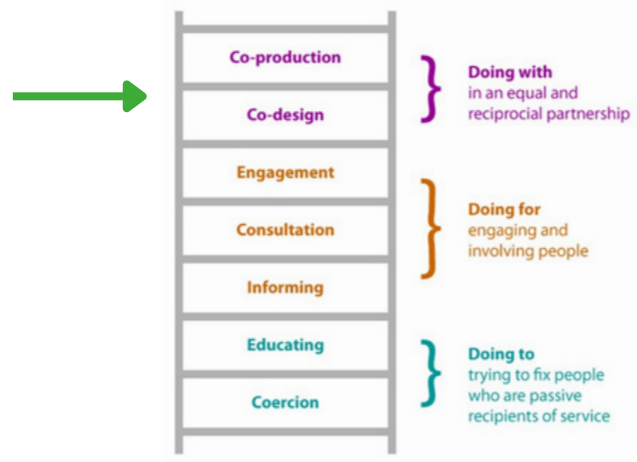 Co-production
Co-design
Doing with
in an equal and
reciprocial partnership
Engagement
Consultation
Informing
Doing for
engaging and
involving people
Educating
Coercion
Doing to
trying to fix people
who are passive
recipients of service